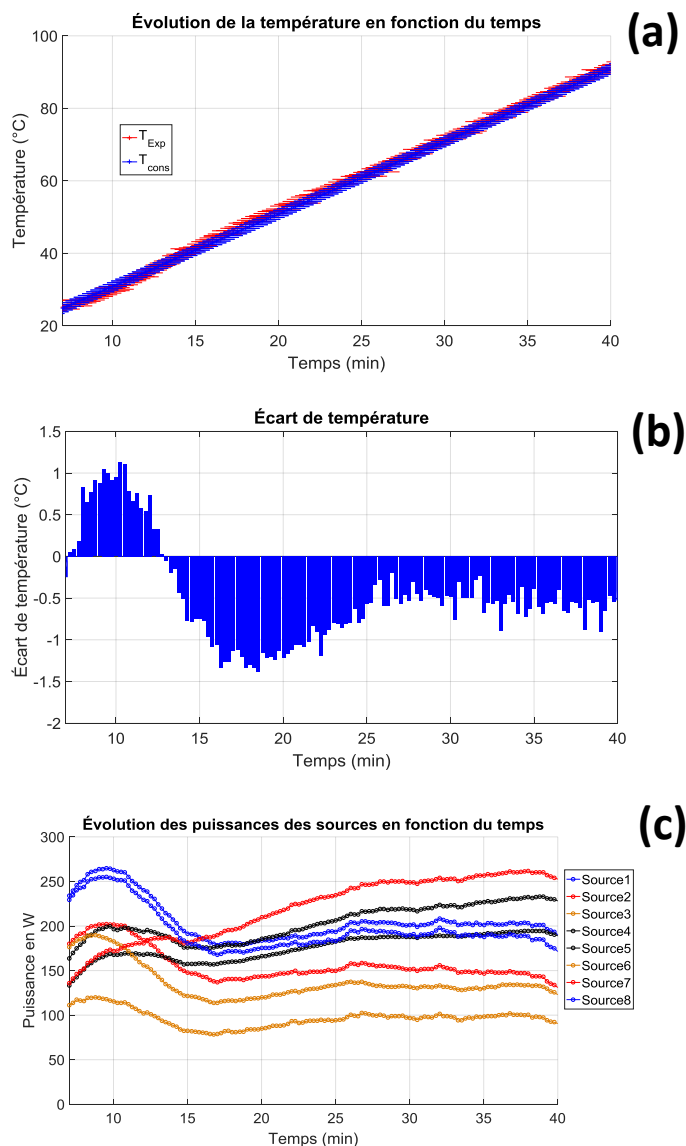 Évolution de la température en fonction du temps
(a)
100
80
60
40
20
Température (°C)
T_Exp
T_cons
10 15 20 25 30 35 40
Temps (min)
Écart de température
(b)
1.5
1
0.5
0
-0.5
-1
-1.5
-2
Écart de température (°C)
10 15 20 25 30 35 40
Temps (min)
Évolution des puissances des sources en fonction du temps
(c)
300
250
200
150
100
50
0
Puissance en W
Source1
Source2
Source3
Source4
Source5
Source6
Source7
Source8
10 15 20 25 30 35 40
Temps (min)